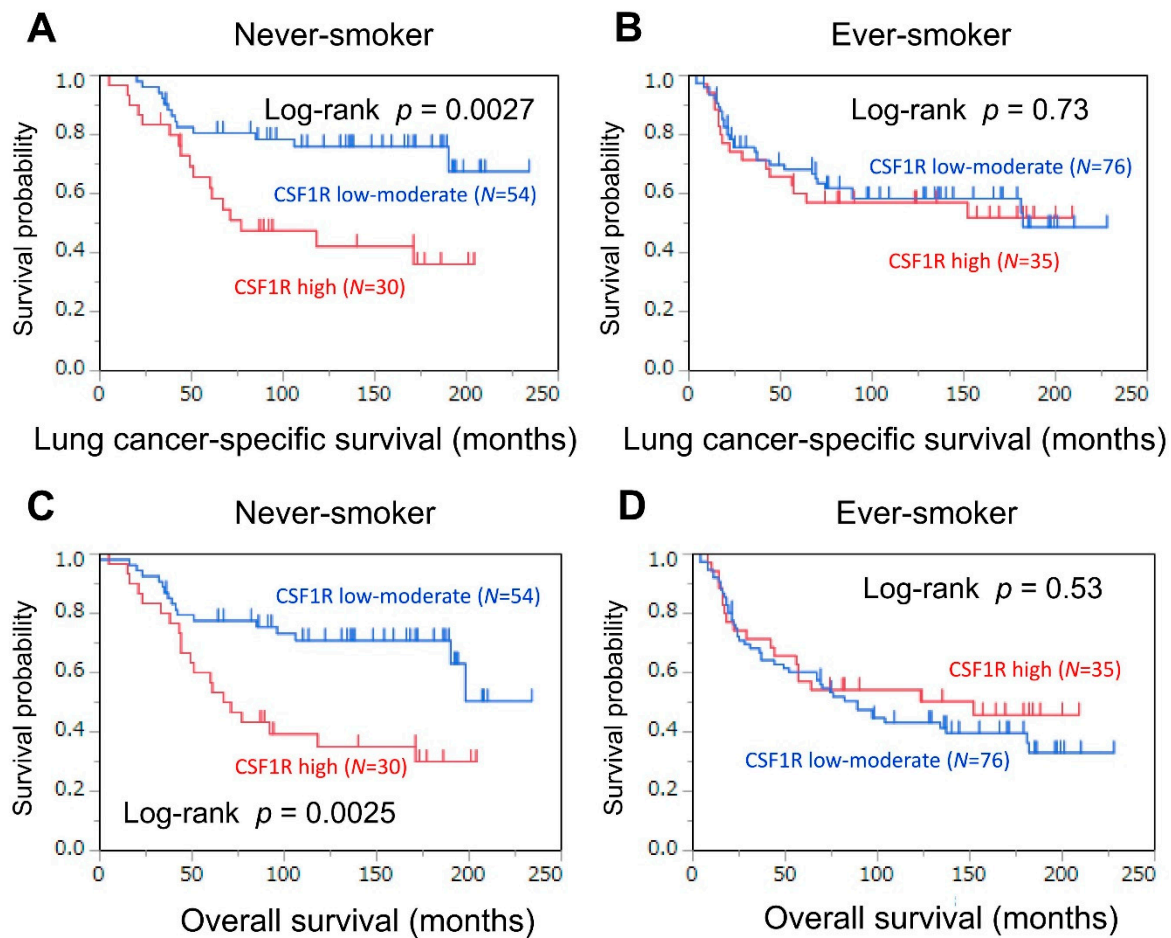 A
Never-smoker
Survival probability
1.0
0.8
0.6
0.4
0.2
0.0
Log-rank p = 0.0027
CSF1R low-moderate (N=54)
CSF1R high (N=30)
0 50 100 150 200 250
Lung cancer-specific survival (months)
B
Ever-smoker
Survival probability
1.0
0.8
0.6
0.4
0.2
0.0
Log-rank p = 0.73
CSF1R low-moderate (N=76)
CSF1R high (N=35)
0 50 100 150 200 250
Lung cancer-specific survival (months)
C
Never-smoker
Survival probability
1.0
0.8
0.6
0.4
0.2
0.0
CSF1R low-moderate (N=54)
CSF1R high (N=30)
Log-rank p = 0.0025
0 50 100 150 200 250
Overall survival (months)
D
Ever-smoker
Survival probability
1.0
0.8
0.6
0.4
0.2
0.0
Log-rank p = 0.53
CSF1R high (N=35)
CSF1R low-moderate (N=76)
0 50 100 150 200 250
Overall survival (months)